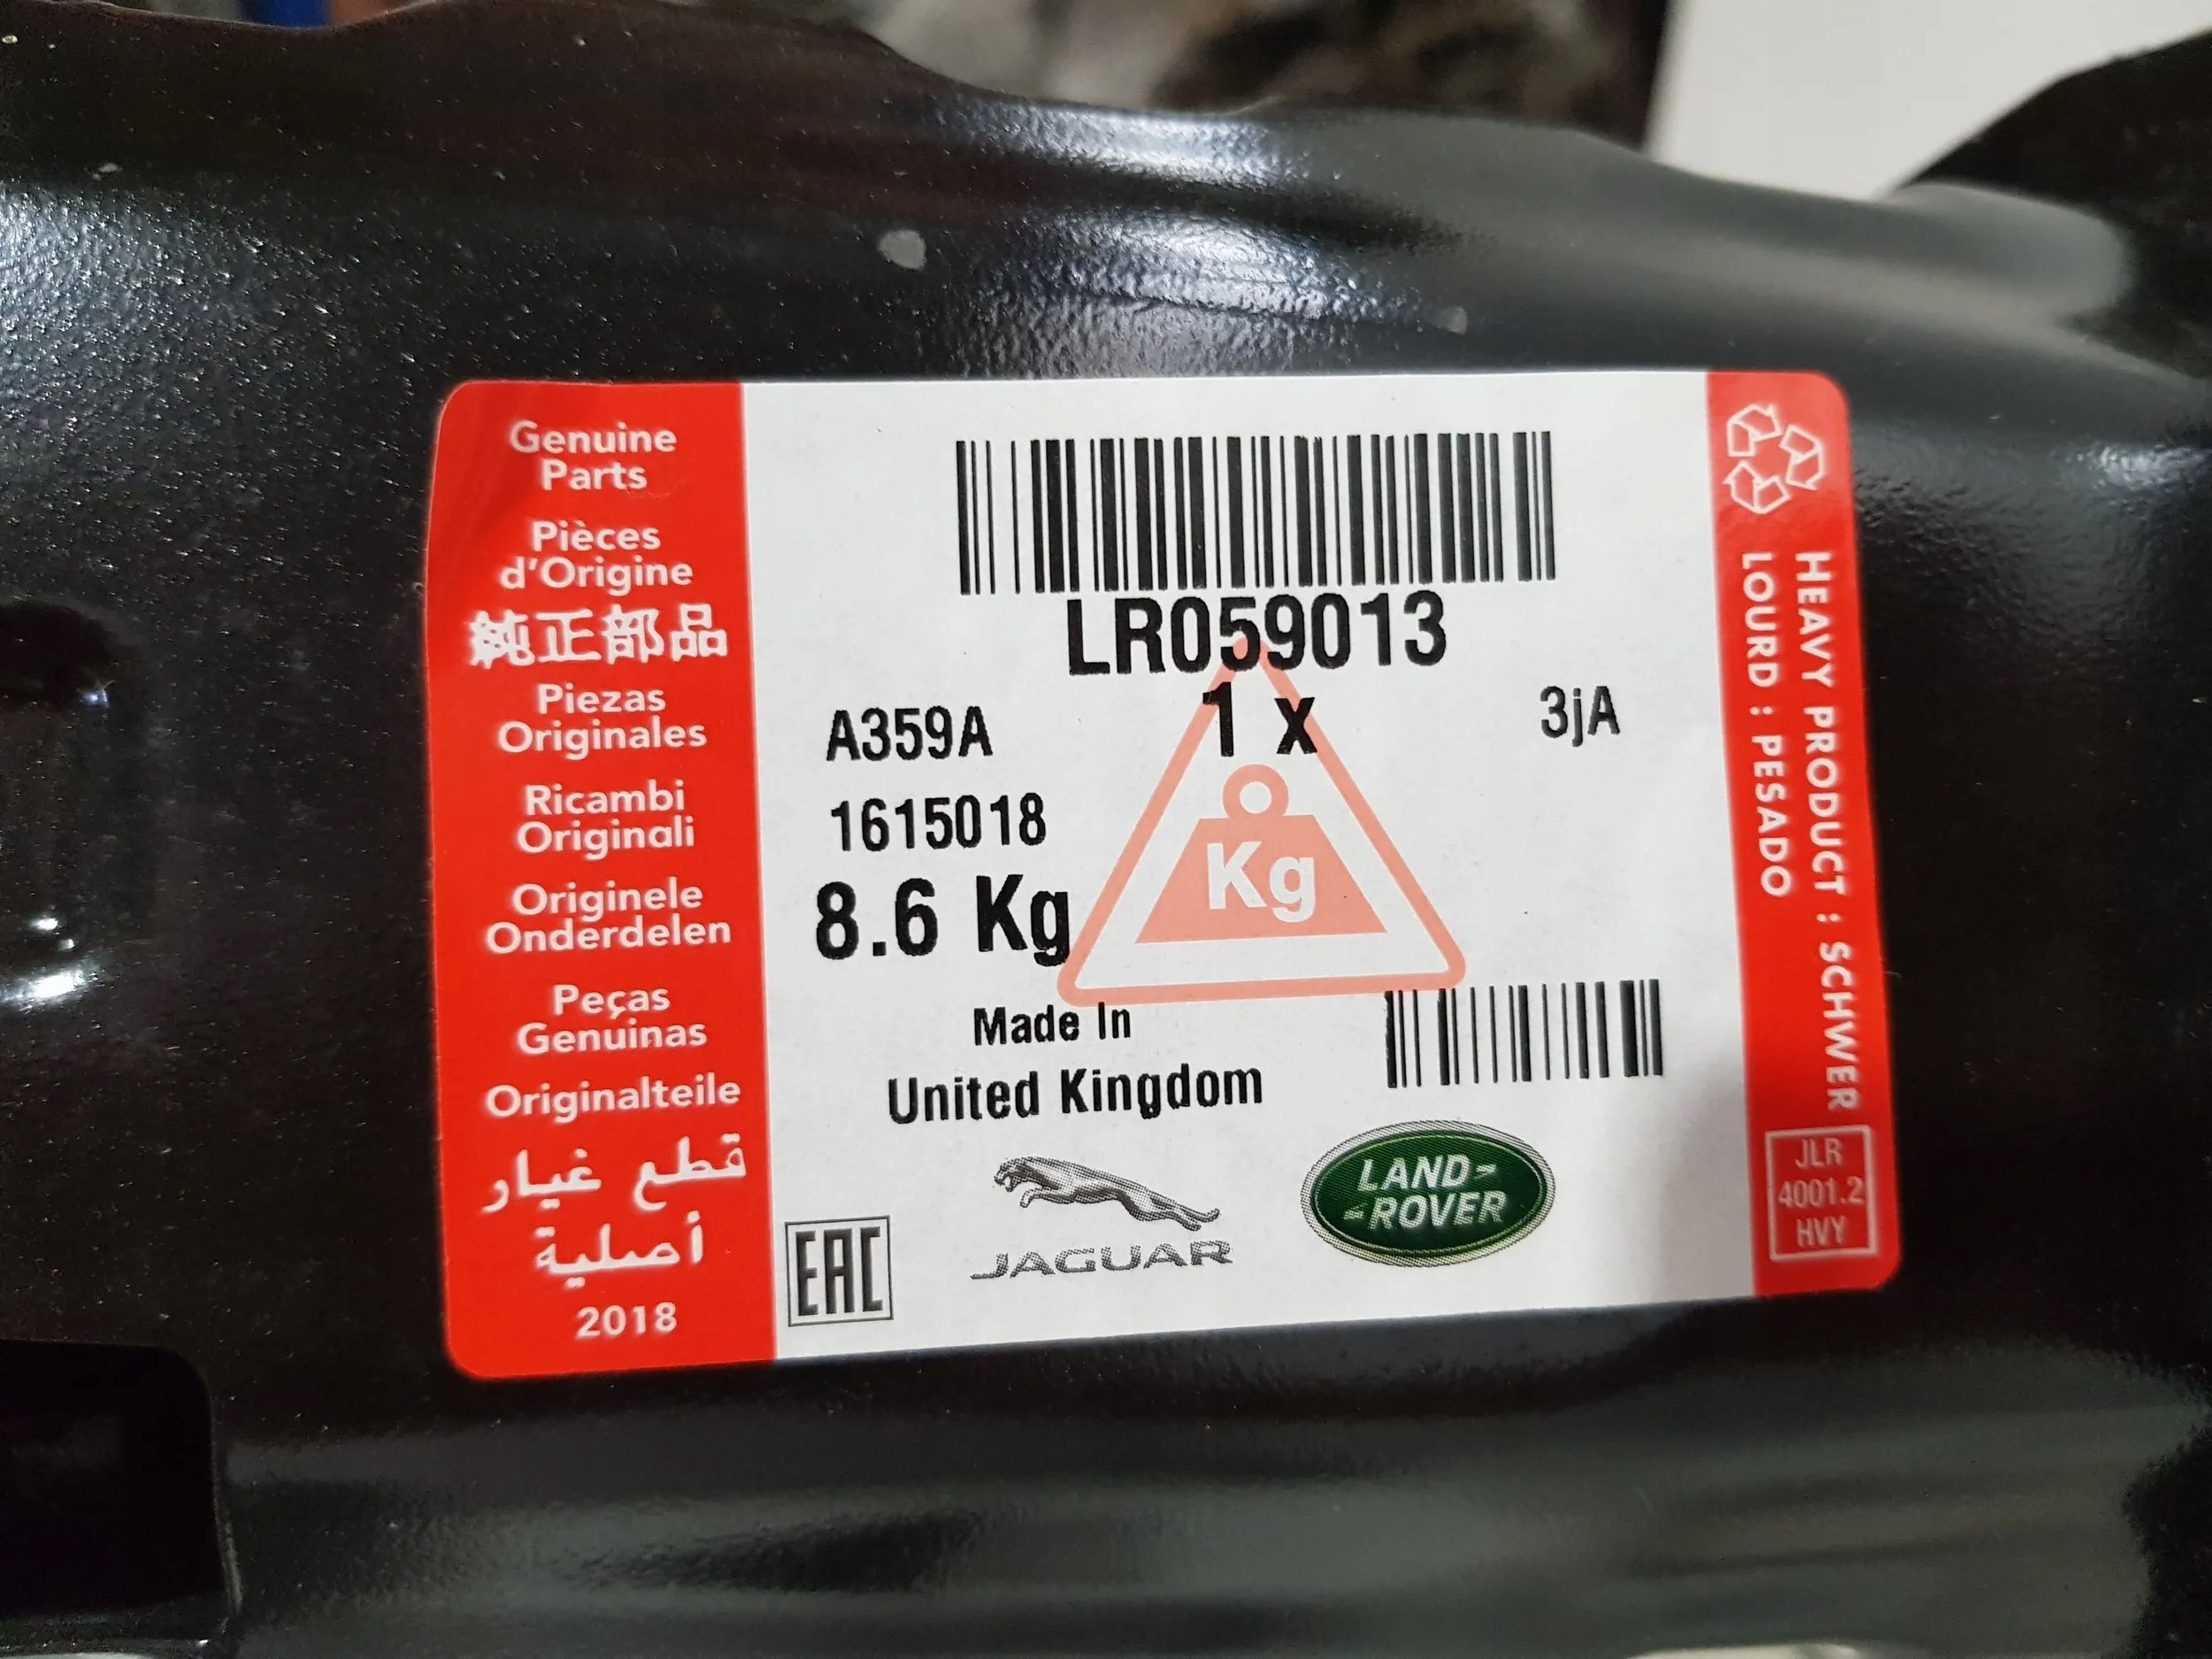 Genuine
Parts
Pièces
d'Origine
純正部品
Piezas
Originales
Ricambi
Originali
Originele
Onderdelen
Peças
Genuinas
Originalteile
قطع غيار
أصلية
2018
LR059013
1 x
A359A
3jA
1615018
8.6 Kg
Kg
Made In
United Kingdom
EAC
JAGUAR
LAND-
-ROVER
HEAVY PRODUCT : SCHWER
LOURD : PESADO
JLR
4001.2
HVY